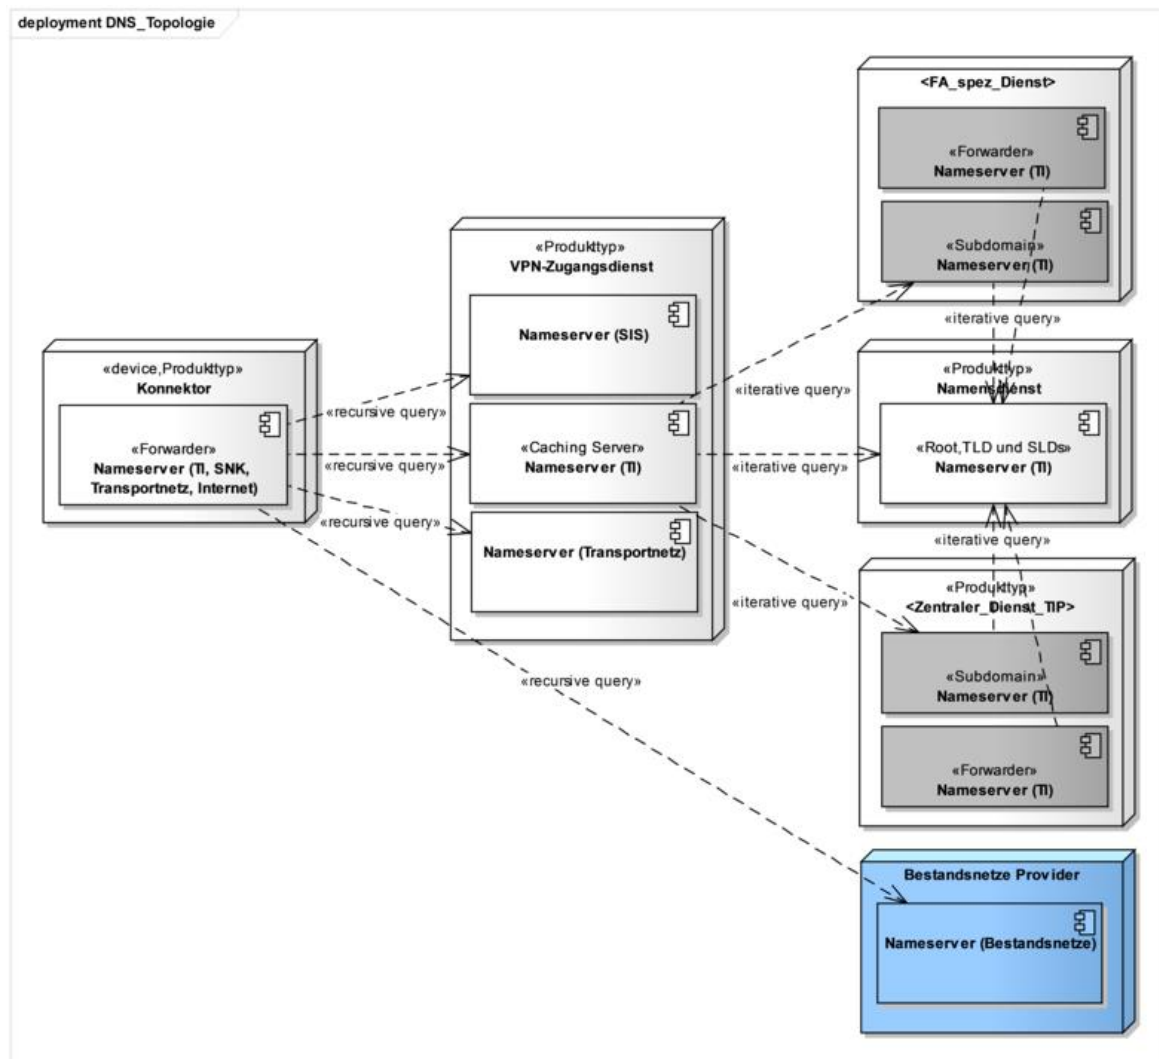 deployment DNS_Topologie
«device,Produkttyp»
Konnektor
«Forwarder»
Nameserver (TI, SNK,
Transportnetz, Internet)
«recursive query»
«recursive query»
«recursive query»
«recursive query»
«Produkttyp»
VPN-Zugangsdienst
Nameserver (SIS)
«Caching Server»
Nameserver (TI)
Nameserver (Transportnetz)
«iterative query»
«iterative query»
«iterative query»
<FA_spez_Dienst>
«Forwarder»
Nameserver (TI)
«Subdomain»
Nameserver (TI)
«iterative query»
«Produkttyp»
Namensdienst
«Root,TLD und SLDs»
Nameserver (TI)
«iterative query»
«Produkttyp»
<Zentraler_Dienst_TIP>
«Subdomain»
Nameserver (TI)
«Forwarder»
Nameserver (TI)
Bestandsnetze Provider
Nameserver (Bestandsnetze)